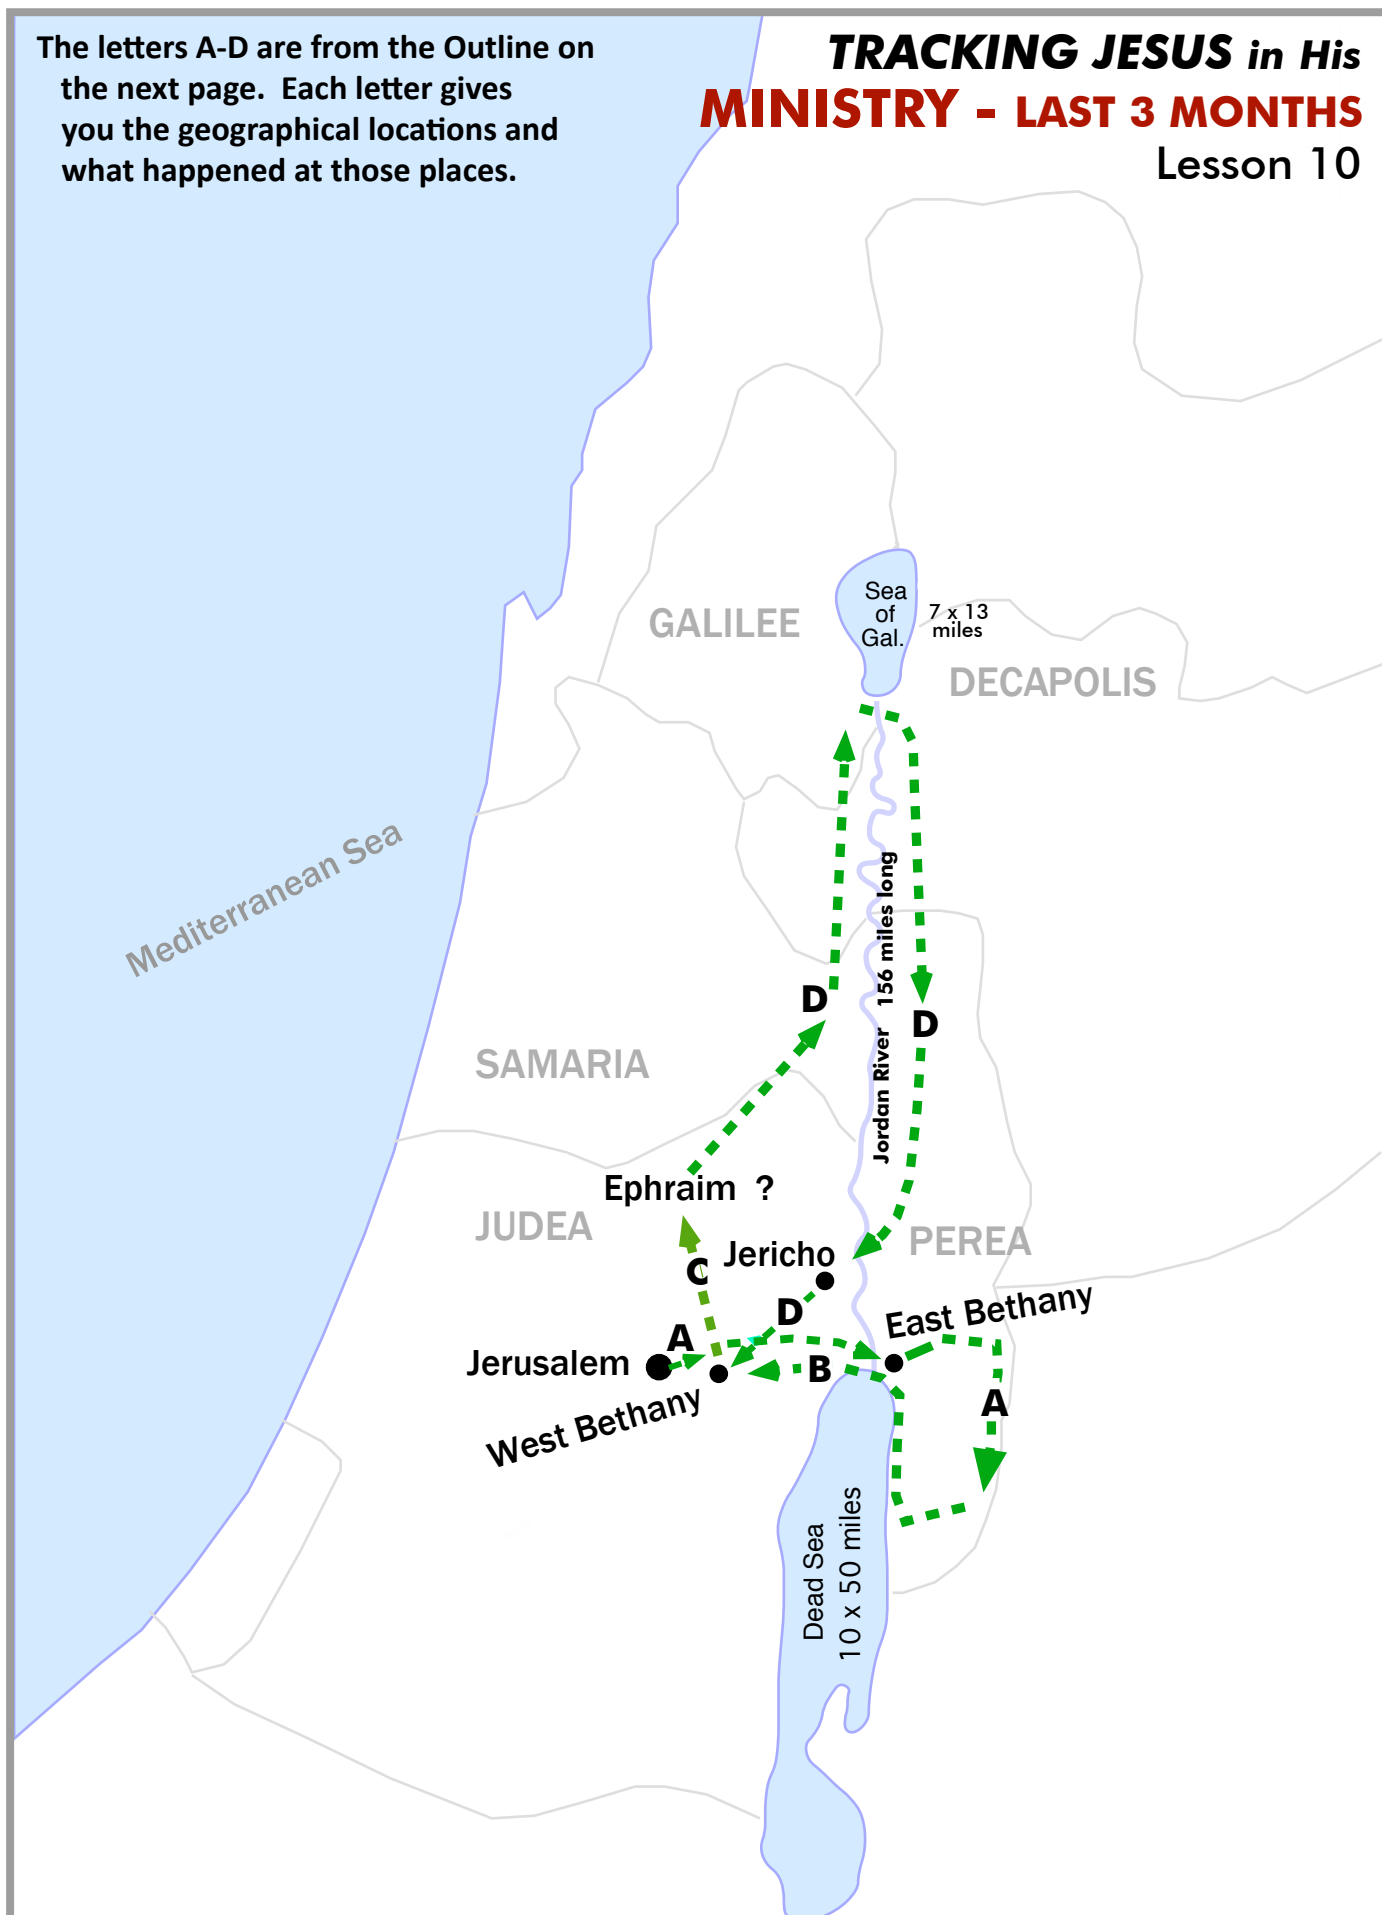 The letters A-D are from the Outline on
the next page.  Each letter gives
you the geographical locations and
what happened at those places.
TRACKING JESUS in His
MINISTRY - LAST 3 MONTHS
Lesson 10
Sea
of
Gal.
7 x 13
miles
GALILEE
DECAPOLIS
Mediterranean Sea
Jordan River   156 miles long
D
D
SAMARIA
Ephraim  ?
JUDEA
PEREA
Jericho
C
D
East Bethany
A
Jerusalem
B
A
West Bethany
Dead Sea
10 x 50 miles